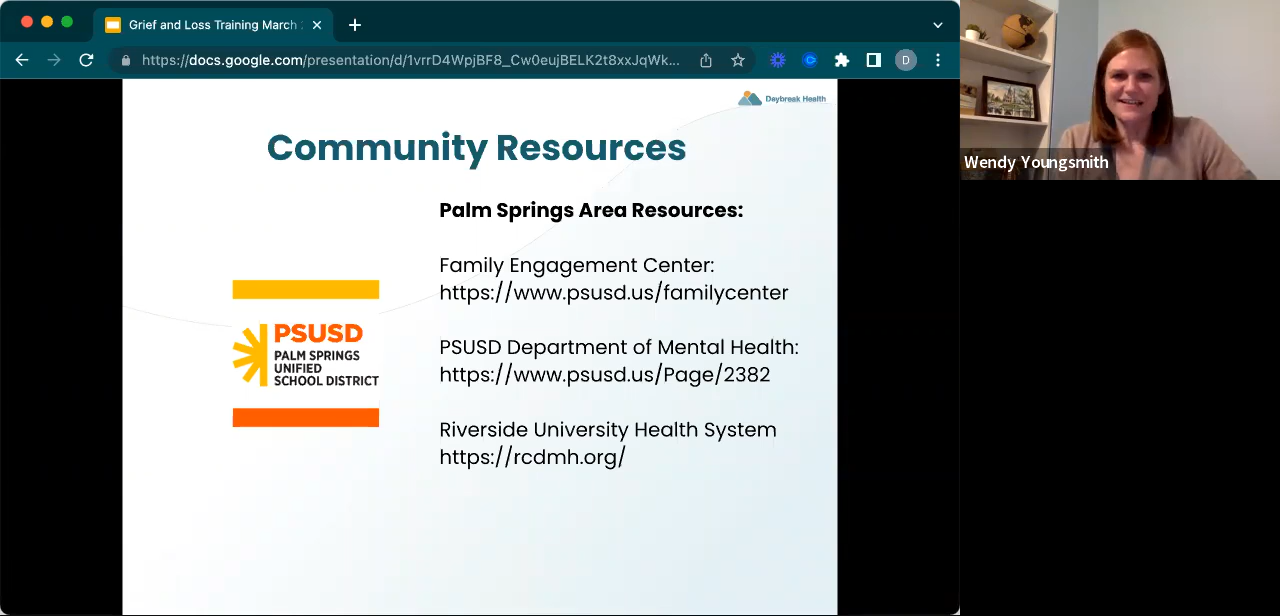 Grief and Loss Training March
https://docs.google.com/presentation/d/1vrrD4WpjBF8_Cw0eujBELK2t8xxJqWk...
D
Daybreak Health
Community Resources
Wendy Youngsmith
Palm Springs Area Resources:
Family Engagement Center:
https://www.psusd.us/familycenter
PSUSD
PALM SPRINGS
UNIFIED
SCHOOL DISTRICT
PSUSD Department of Mental Health:
https://www.psusd.us/Page/2382
Riverside University Health System
https://rcdmh.org/